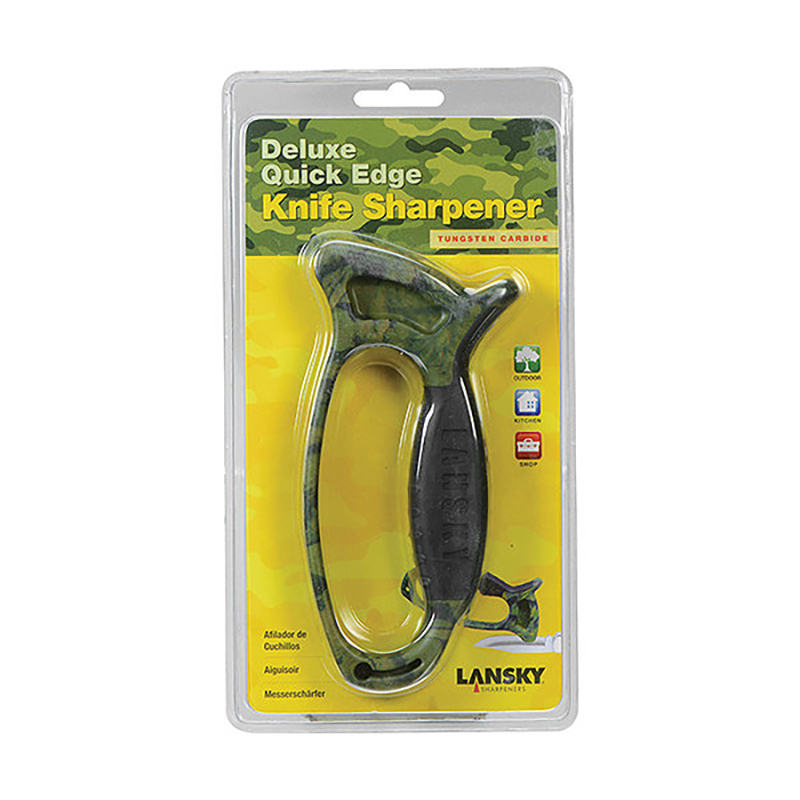 Deluxe
Quick Edge
Knife Sharpener
TUNGSTEN CARBIDE
OUTDOOR
KITCHEN
SHOP
LANSKY
Afilador de
Cuchillos
Aiguisoir
Messerschärfer
LANSKY
SHARPENERS